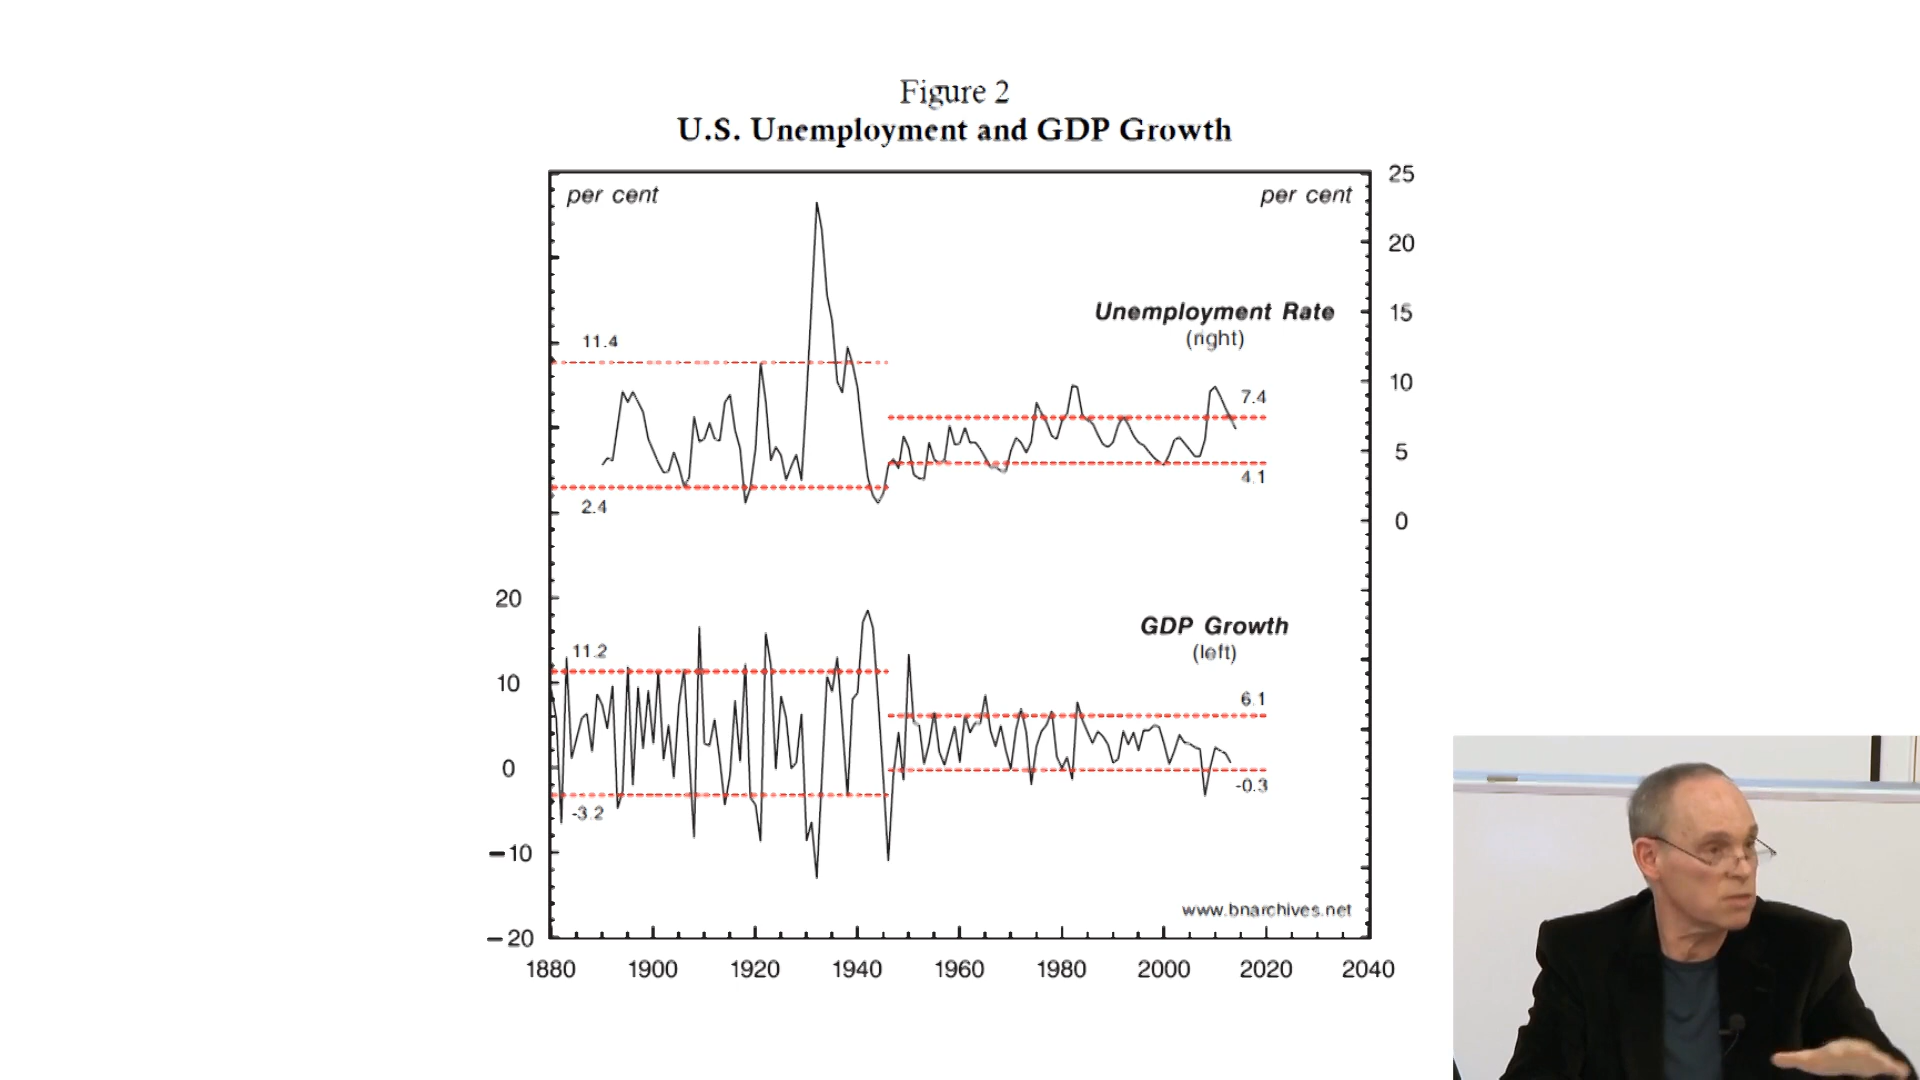 Figure 2
U.S. Unemployment and GDP Growth
per cent
per cent
25
20
15
10
5
0
Unemployment Rate
(right)
11.4
2.4
7.4
4.1
20
10
0
−10
−20
GDP Growth
(left)
11.2
-3.2
6.1
-0.3
www.bnarchives.net
1880 1900 1920 1940 1960 1980 2000 2020 2040